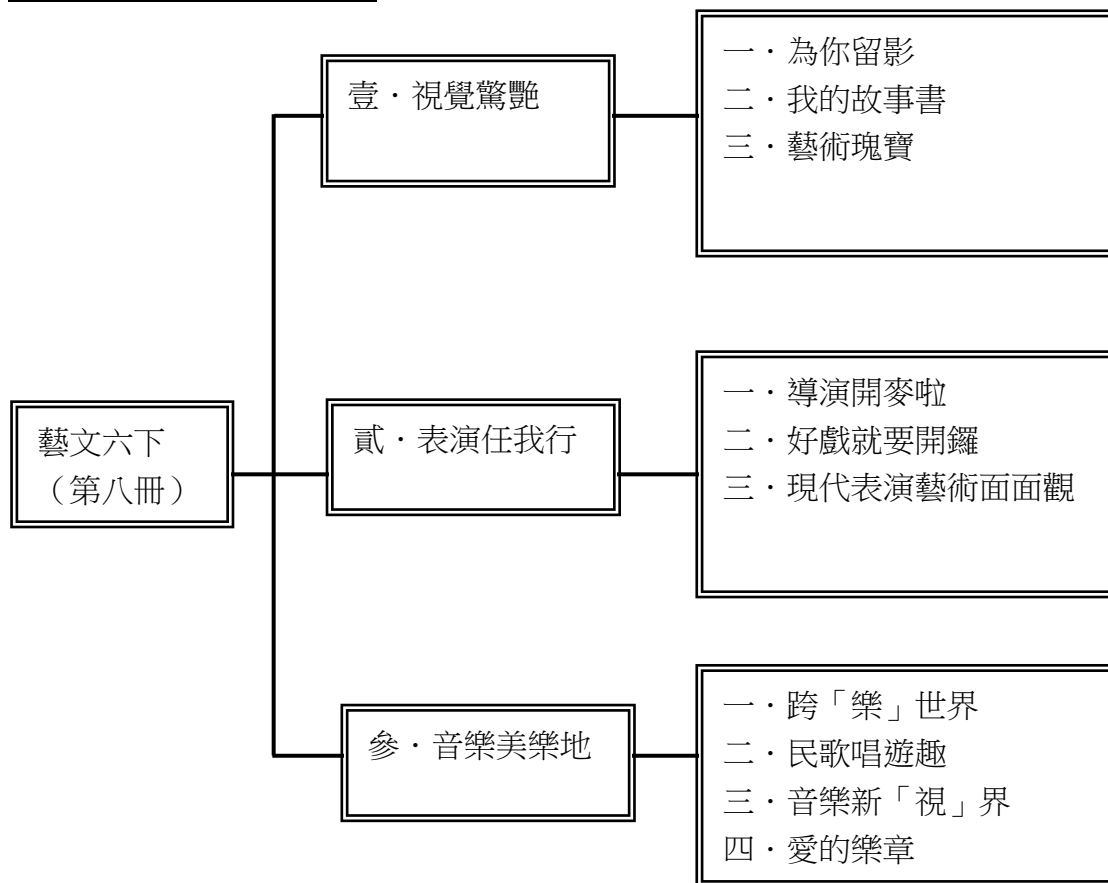 壹．視覺驚艷
一．為你留影
二．我的故事書
三．藝術瑰寶
藝文六下
（第八冊）
貳．表演任我行
一．導演開麥啦
二．好戲就要開鑼
三．現代表演藝術面面觀
參．音樂美樂地
一．跨「樂」世界
二．民歌唱遊趣
三．音樂新「視」界
四．愛的樂章